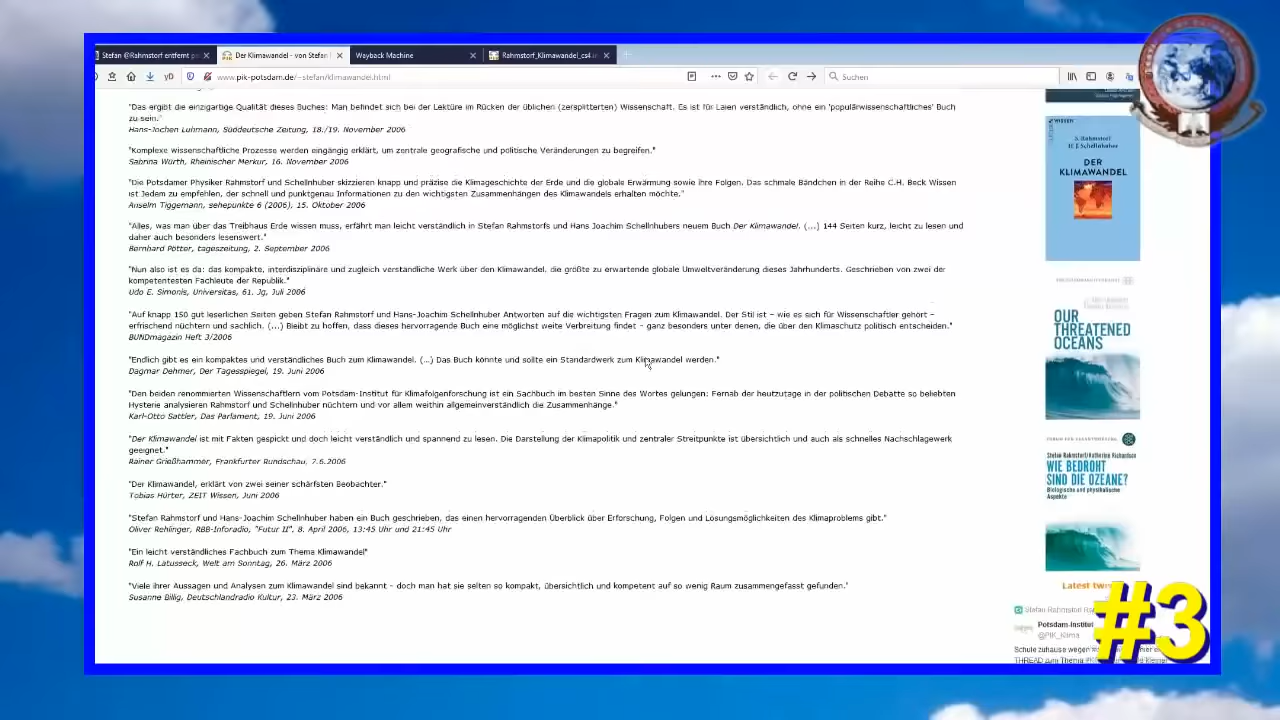 Stefan @Rahmstorf entfernt
Der Klimawandel - von Stefan
Wayback Machine
Rahmstorf_Klimawandel_cs4
www.pik-potsdam.de/~stefan/klimawandel.html
Suchen
"Das ergibt die einzigartige Qualität dieses Buches: Man befindet sich bei der Lektüre im Rücken der üblichen (zersplitterten) Wissenschaft. Es ist für Laien verständlich, ohne ein 'populärwissenschaftliches' Buch
zu sein."
Hans-Jochen Luhmann, Süddeutsche Zeitung, 18./19. November 2006
"Komplexe wissenschaftliche Prozesse werden eingängig erklärt, um zentrale geografische und politische Veränderungen zu begreifen."
Sabrina Würth, Rheinischer Merkur, 16. November 2006
"Die Potsdamer Physiker Rahmstorf und Schellnhuber skizzieren knapp und präzise die Klimageschichte der Erde und die globale Erwärmung sowie ihre Folgen. Das schmale Bändchen in der Reihe C.H. Beck Wissen
ist Jedem zu empfehlen, der schnell und punktgenau Informationen zu den wichtigsten Zusammenhängen des Klimawandels erhalten möchte."
Anselm Tiggemann, sehepunkte 6 (2006), 15. Oktober 2006
"Alles, was man über das Treibhaus Erde wissen muss, erfährt man leicht verständlich in Stefan Rahmstorfs und Hans Joachim Schellnhubers neuem Buch Der Klimawandel. (...) 144 Seiten kurz, leicht zu lesen und
daher auch besonders lesenswert."
Bernhard Pötter, tageszeitung, 2. September 2006
"Nun also ist es da: das kompakte, interdisziplinäre und zugleich verständliche Werk über den Klimawandel, die größte zu erwartende globale Umweltveränderung dieses Jahrhunderts. Geschrieben von zwei der
kompetentesten Fachleute der Republik."
Udo E. Simonis, Universitas, 61. Jg, Juli 2006
"Auf knapp 150 gut leserlichen Seiten geben Stefan Rahmstorf und Hans-Joachim Schellnhuber Antworten auf die wichtigsten Fragen zum Klimawandel. Der Stil ist – wie es sich für Wissenschaftler gehört –
erfrischend nüchtern und sachlich. (...) Bleibt zu hoffen, dass dieses hervorragende Buch eine möglichst weite Verbreitung findet – ganz besonders unter denen, die über den Klimaschutz politisch entscheiden."
BUNDmagazin Heft 3/2006
"Endlich gibt es ein kompaktes und verständliches Buch zum Klimawandel. (...) Das Buch könnte und sollte ein Standardwerk zum Klimawandel werden."
Dagmar Dehmer, Der Tagesspiegel, 19. Juni 2006
"Den beiden renommierten Wissenschaftlern vom Potsdam-Institut für Klimafolgenforschung ist ein Sachbuch im besten Sinne des Wortes gelungen: Fernab der heutzutage in der politischen Debatte so beliebten
Hysterie analysieren Rahmstorf und Schellnhuber nüchtern und vor allem weithin allgemeinverständlich die Zusammenhänge."
Karl-Otto Sattler, Das Parlament, 19. Juni 2006
"Der Klimawandel ist mit Fakten gespickt und doch leicht verständlich und spannend zu lesen. Die Darstellung der Klimapolitik und zentraler Streitpunkte ist übersichtlich und auch als schnelles Nachschlagewerk
geeignet."
Rainer Grießhammer, Frankfurter Rundschau, 7.6.2006
"Der Klimawandel, erklärt von zwei seiner schärfsten Beobachter."
Tobias Hürter, ZEIT Wissen, Juni 2006
"Stefan Rahmstorf und Hans-Joachim Schellnhuber haben ein Buch geschrieben, das einen hervorragenden Überblick über Erforschung, Folgen und Lösungsmöglichkeiten des Klimaproblems gibt."
Oliver Rehlinger, RBB-Inforadio, "Futur II", 8. April 2006, 13:45 Uhr und 21:45 Uhr
"Ein leicht verständliches Fachbuch zum Thema Klimawandel"
Rolf H. Latusseck, Welt am Sonntag, 26. März 2006
"Viele ihrer Aussagen und Analysen zum Klimawandel sind bekannt – doch man hat sie selten so kompakt, übersichtlich und kompetent auf so wenig Raum zusammengefasst gefunden."
Susanne Billig, Deutschlandradio Kultur, 23. März 2006
WISSEN
S. Rahmstorf
H. J. Schellnhuber
DER
KLIMAWANDEL
OUR
THREATENED
OCEANS
Stefan Rahmstorf/Katherine Richardson
WIE BEDROHT
SIND DIE OZEANE?
Biologische und physikalische
Aspekte
Latest
Stefan Rahmstorf
Potsdam-Institut
@PIK_Klima
Schule zuhause wegen
THREAD zum Thema
#3